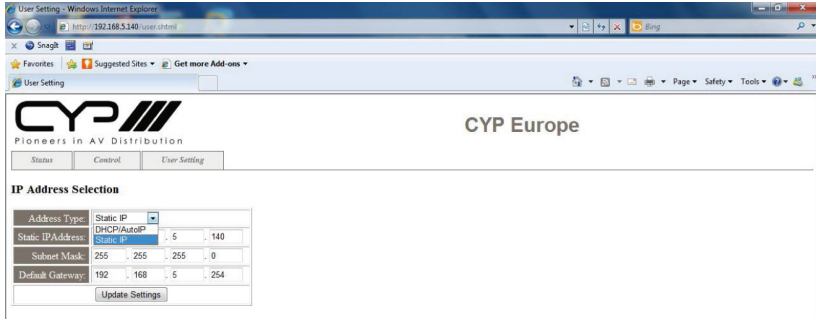 User Setting - Windows Internet Explorer
http://192.168.5.140/user.shtml
Bing
x SnagIt
Favorites Suggested Sites Get more Add-ons
User Setting
Page Safety Tools
CYP
Pioneers in AV Distribution
CYP Europe
Status Control User Setting
IP Address Selection
Address Type: Static IP
DHCP/AutoIP
Static IP
Static IPAddress: . 5 . 140
Subnet Mask: 255 . 255 . 255 . 0
Default Gateway: 192 . 168 . 5 . 254
Update Settings